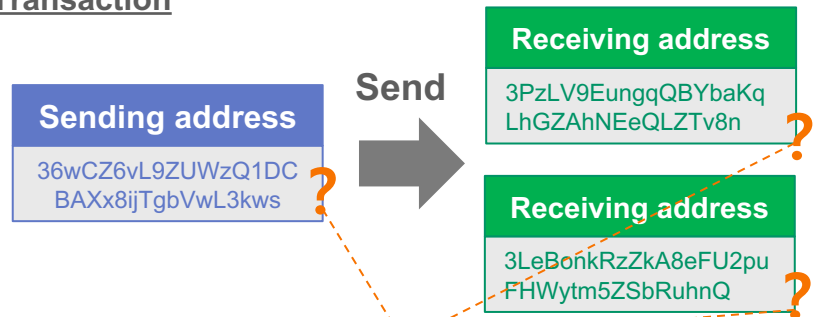 Transaction
Receiving address
3PzLV9EungqQBYbaKq
LhGZAhNEeQLZTv8n
?
Send
Sending address
36wCZ6vL9ZUWzQ1DC
BAXx8ijTgbVwL3kws
?
Receiving address
3LeBonkRzZkA8eFU2pu
FHWytm5ZSbRuhnQ
?